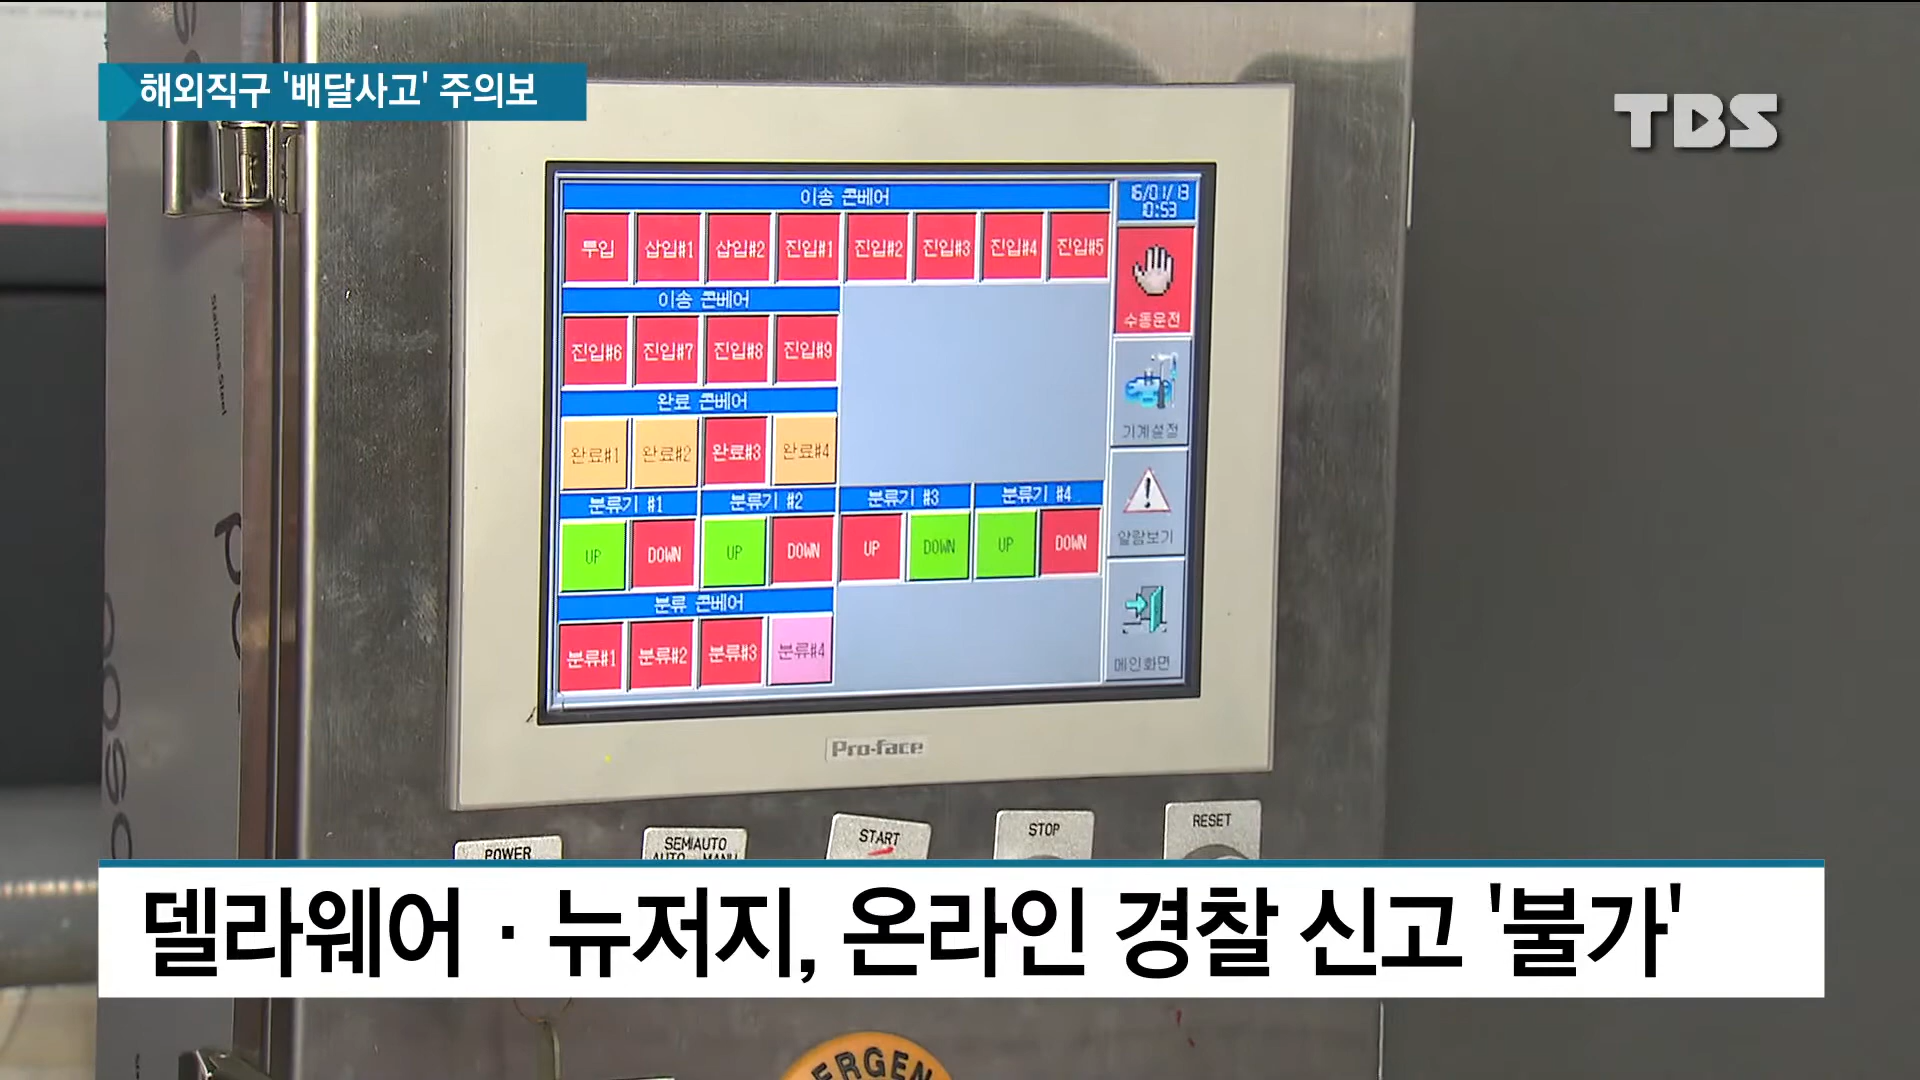 해외직구 '배달사고' 주의보
TBS
이송 콘베어
16/01/13
10:53
투입 삽입#1 삽입#2 진입#1 진입#2 진입#3 진입#4 진입#5
수동운전
이송 콘베어
진입#6 진입#7 진입#8 진입#9
기계설정
완료 콘베어
완료#1 완료#2 완료#3 완료#4
분류기 #1 분류기 #2 분류기 #3 분류기 #4
알람보기
UP DOWN UP DOWN UP DOWN UP DOWN
분류 콘베어
분류#1 분류#2 분류#3 분류#4
메인화면
Pro-face
Stainless Steel
POWER
SEMIAUTO
AUTO MANU
START
STOP
RESET
델라웨어 · 뉴저지, 온라인 경찰 신고 '불가'